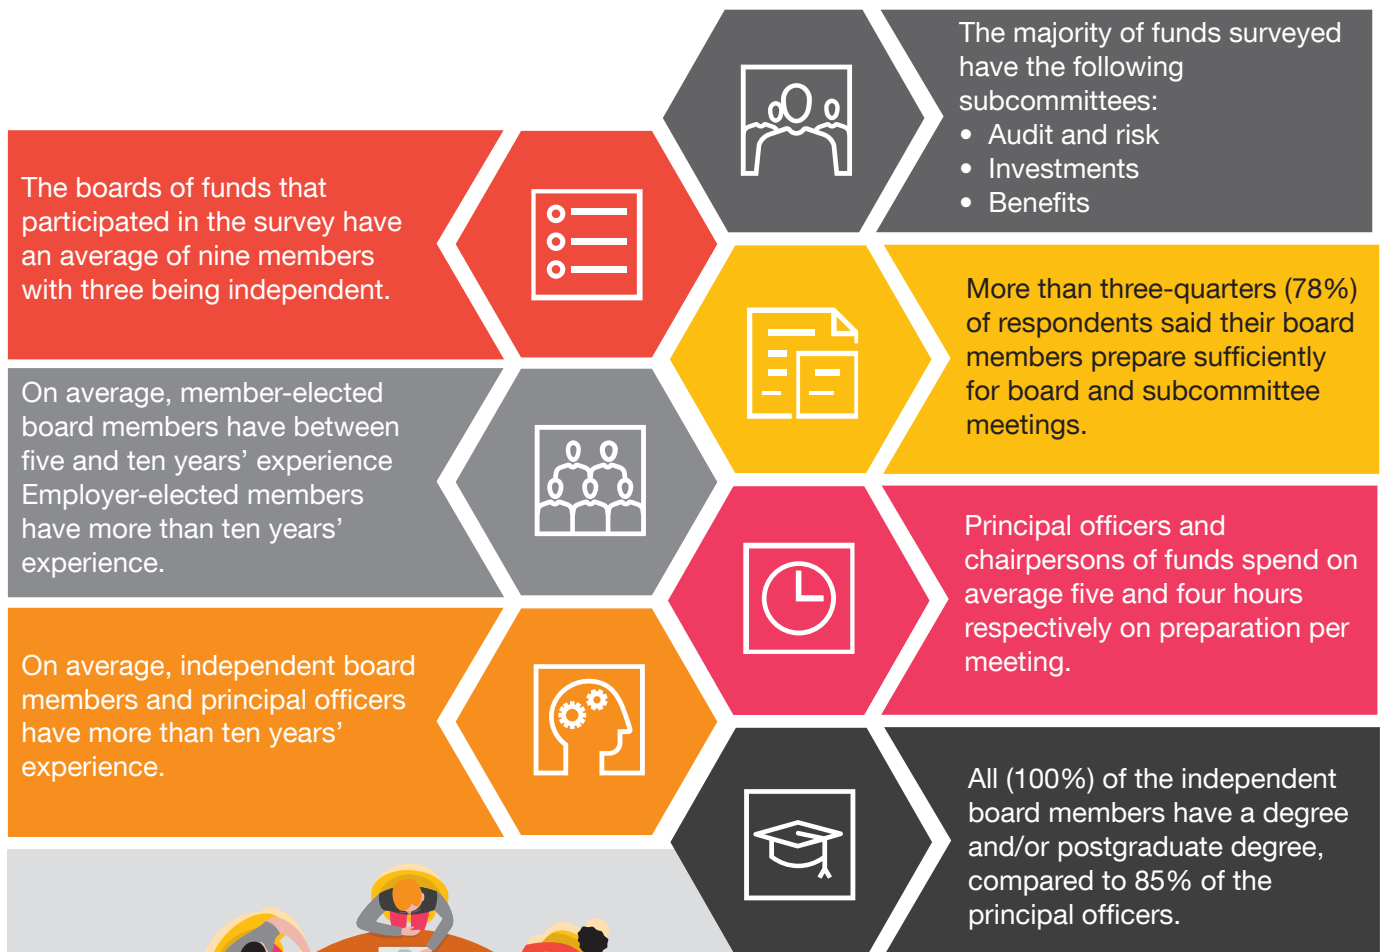 The majority of funds surveyed
have the following
subcommittees:
• Audit and risk
• Investments
• Benefits
The boards of funds that
participated in the survey have
an average of nine members
with three being independent.
More than three-quarters (78%)
of respondents said their board
members prepare sufficiently
for board and subcommittee
meetings.
On average, member-elected
board members have between
five and ten years’ experience
Employer-elected members
have more than ten years’
experience.
Principal officers and
chairpersons of funds spend on
average five and four hours
respectively on preparation per
meeting.
On average, independent board
members and principal officers
have more than ten years’
experience.
All (100%) of the independent
board members have a degree
and/or postgraduate degree,
compared to 85% of the
principal officers.